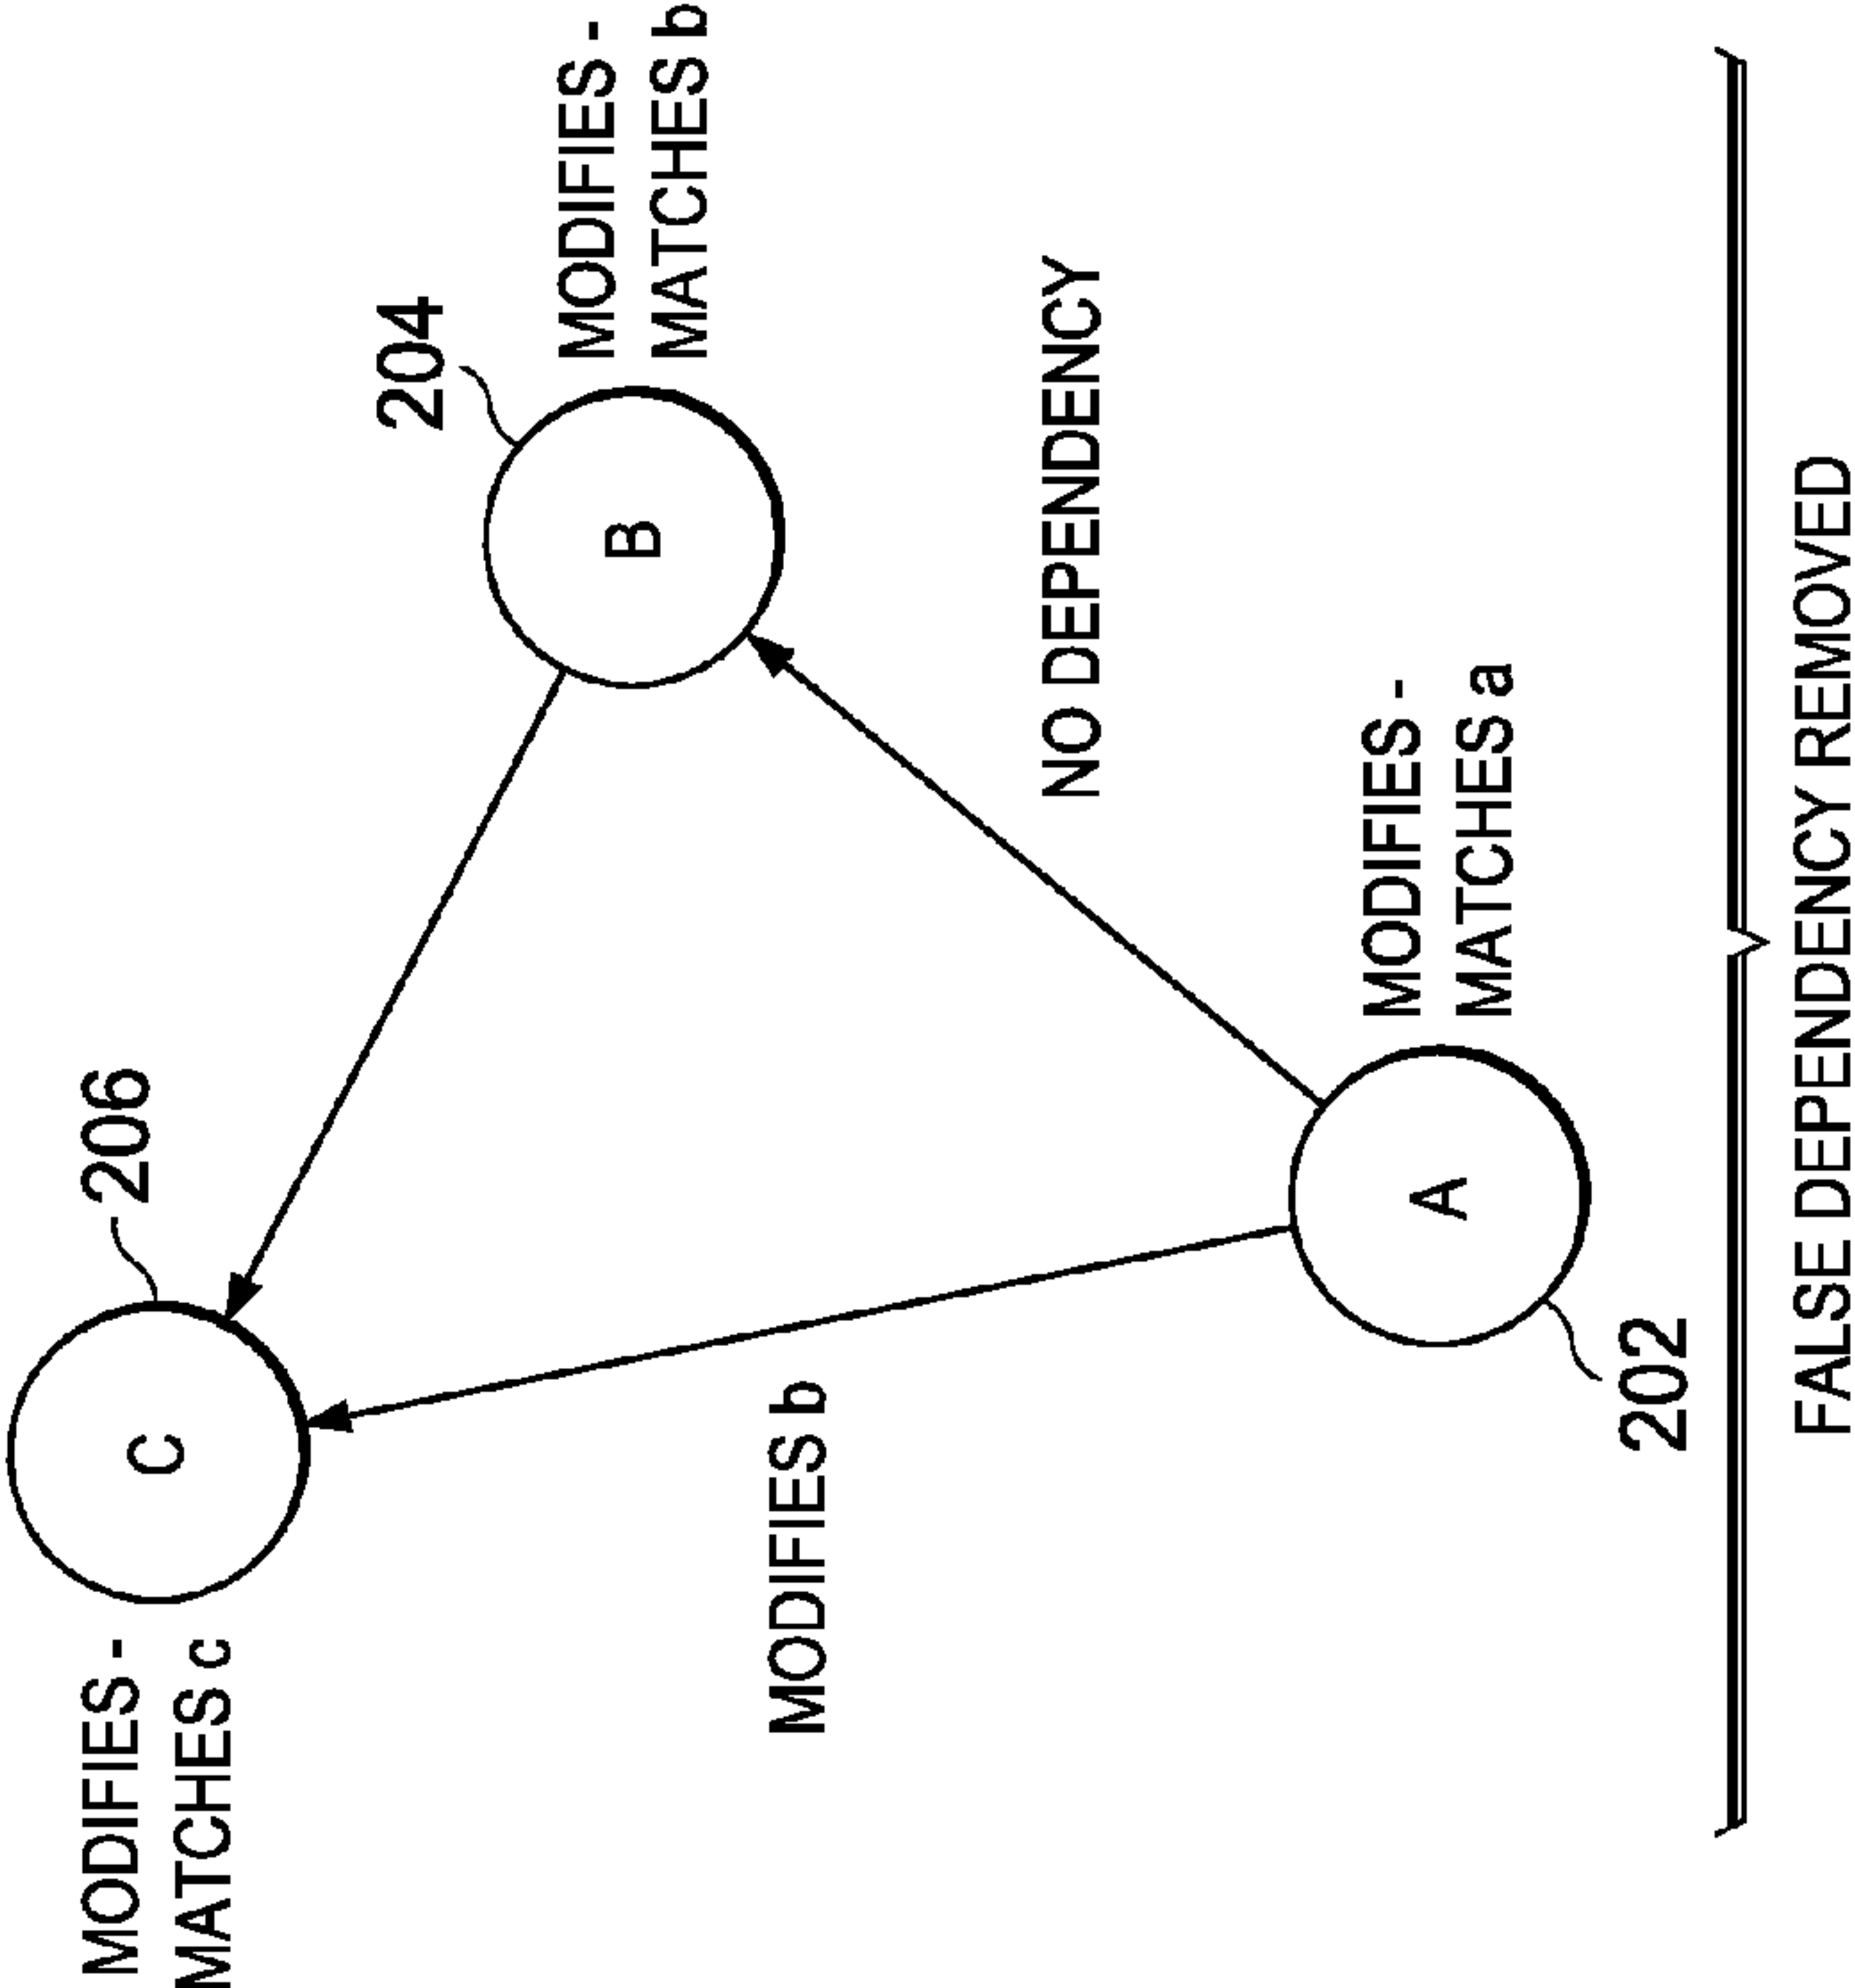 206
C
MODIFIES -
MATCHES c
204
B
MODIFIES -
MATCHES b
MODIFIES b
NO DEPENDENCY
A
MODIFIES -
MATCHES a
202
FALSE DEPENDENCY REMOVED